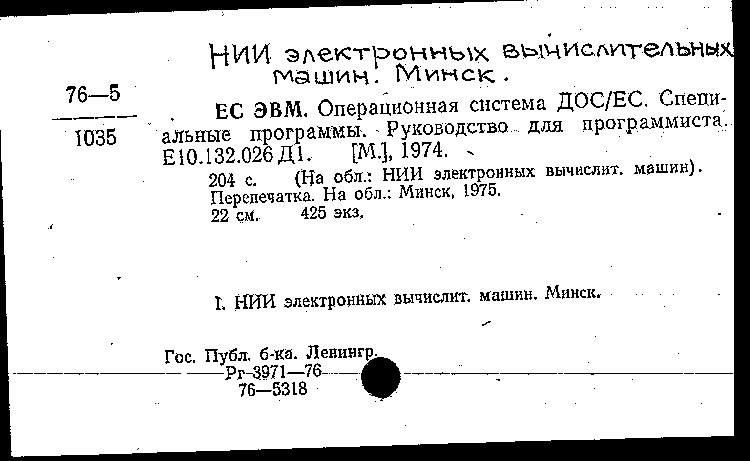 НИИ электронных вычислительных
машин. Минск.
76—5
1035
ЕС ЭВМ. Операционная система ДОС/ЕС. Специ-
альные программы. Руководство для программиста.
Е10.132.026 Д1. [М.], 1974.
204 с. (На обл.: НИИ электронных вычислит. машин).
Перепечатка. На обл.: Минск, 1975.
22 см. 425 экз.
I. НИИ электронных вычислит. машин. Минск.
Гос. Публ. б-ка. Ленингр.
Рг-3971—76
76—5318